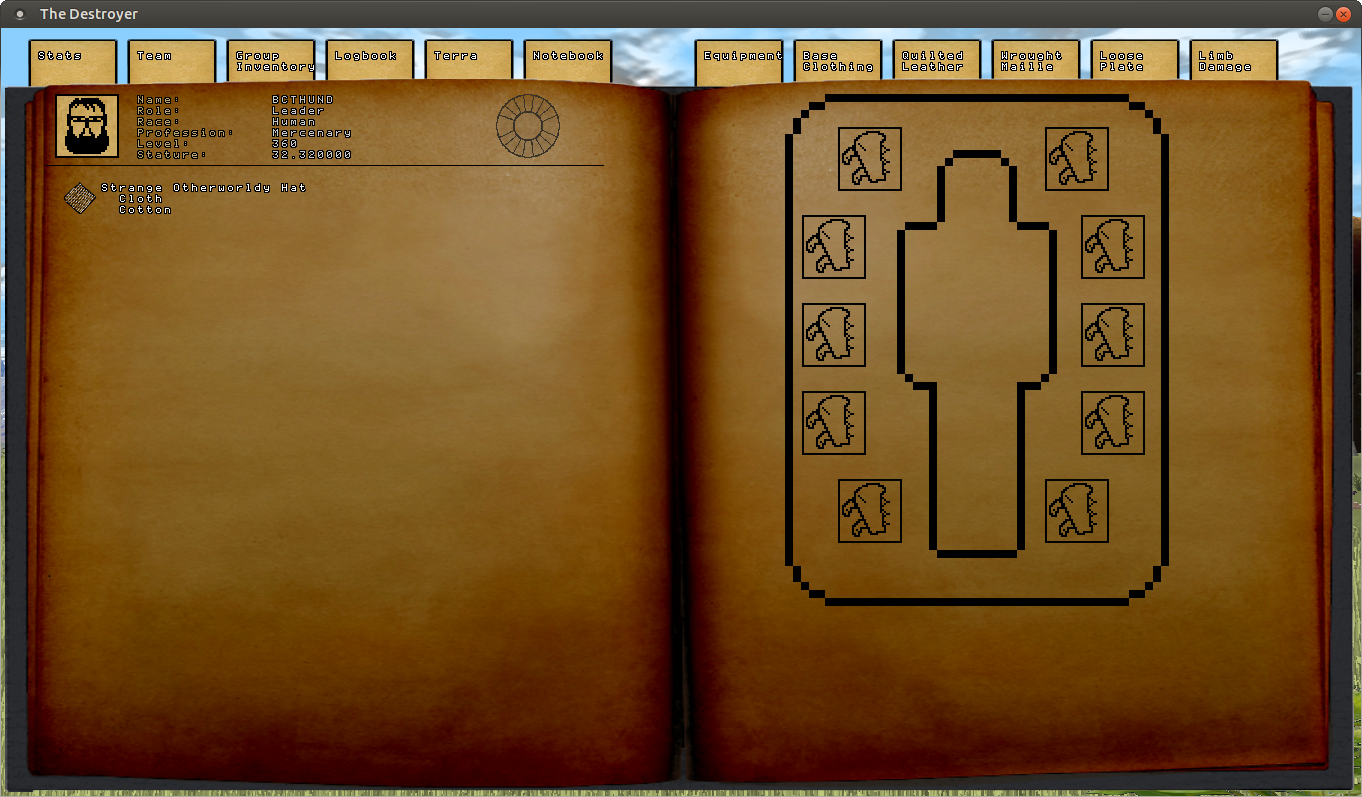 The Destroyer
Stats
Team
Group
Inventory
Logbook
Terra
Notebook
Equipment
Base
Clothing
Quilted
Leather
Wrought
Maille
Loose
Plate
Limb
Damage
Name: BCTHUND
Role: Leader
Race: Human
Profession: Mercenary
Level: 360
Stature: 32.320000
Strange Otherworldy Hat
Cloth
Cotton